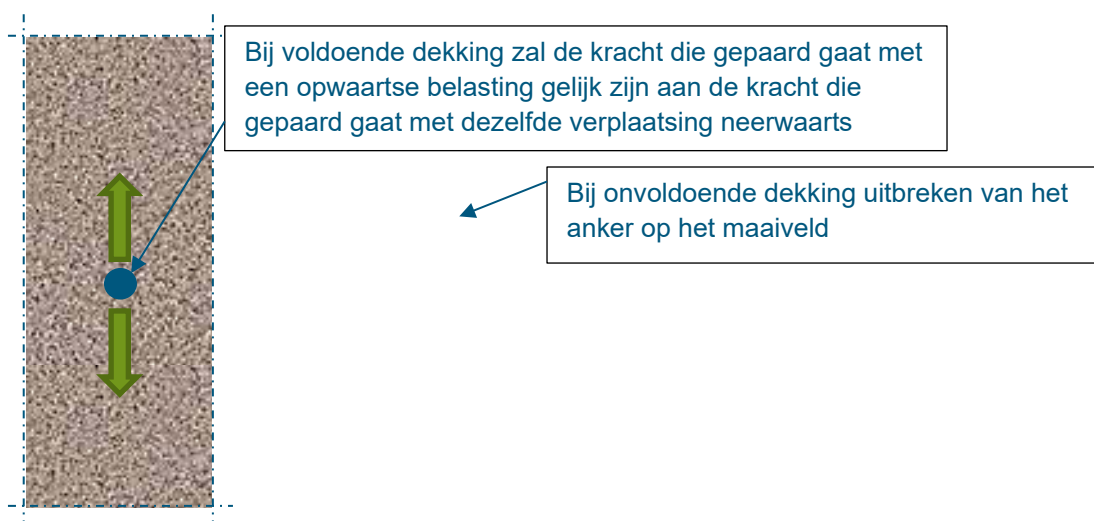 Bij voldoende dekking zal de kracht die gepaard gaat met
een opwaartse belasting gelijk zijn aan de kracht die
gepaard gaat met dezelfde verplaatsing neerwaarts
Bij onvoldoende dekking uitbreken van het
anker op het maaiveld